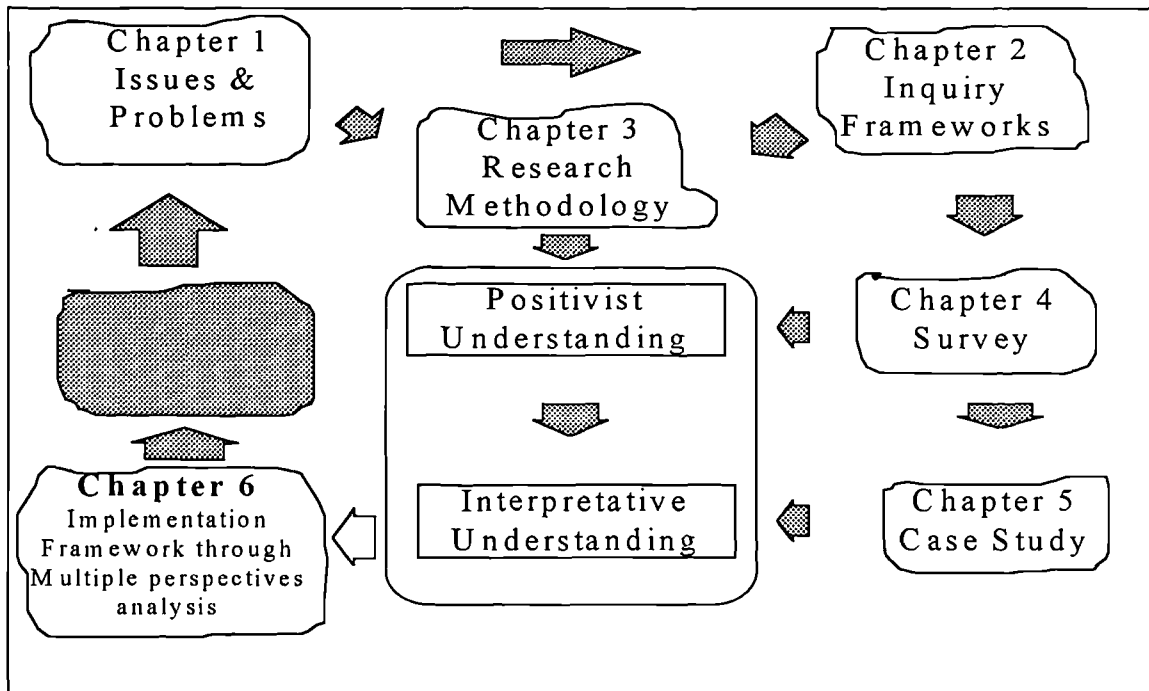 Chapter 1
Issues &
Problems
Chapter 2
Inquiry
Frameworks
Chapter 3
Research
Methodology
Positivist
Understanding
Chapter 4
Survey
Chapter 6
Implementation
Framework through
Multiple perspectives
analysis
Interpretative
Understanding
Chapter 5
Case Study